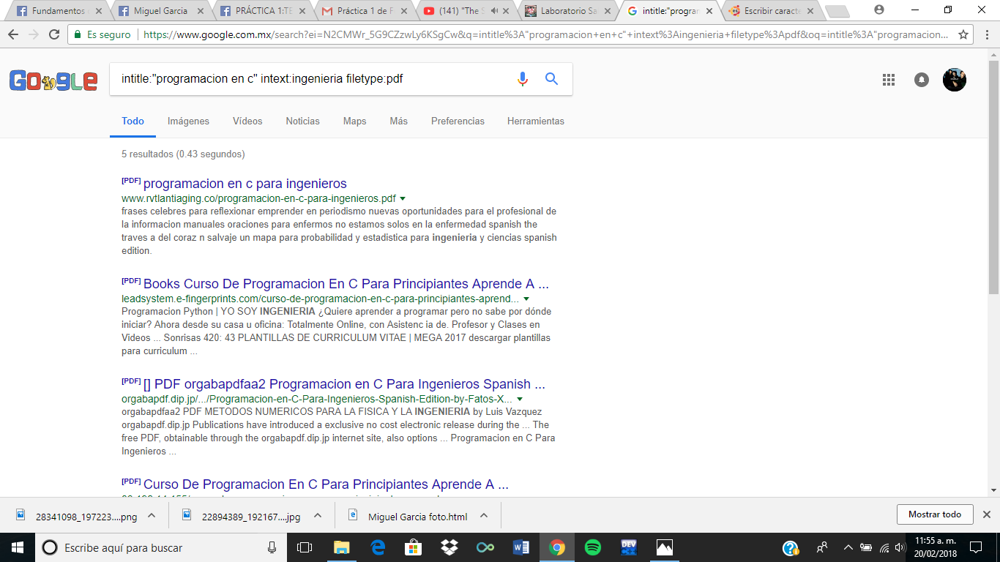 Fundamentos
Miguel Garcia
PRÁCTICA 1:TE
Práctica 1 de F
(141) "The S
Laboratorio Sa
intitle:"progran
Escribir caracte
Es seguro
https://www.google.com.mx/search?ei=N2CMWr_5G9CZzwLy6KSgCw&q=intitle%3A"programacion+en+c"+intext%3Aingenieria+filetype%3Apdf&oq=intitle%3A"programacion...
Google
intitle:"programacion en c" intext:ingenieria filetype:pdf
Todo Imágenes Vídeos Noticias Maps Más Preferencias Herramientas
5 resultados (0.43 segundos)
[PDF] programacion en c para ingenieros
www.rvtlantiaging.co/programacion-en-c-para-ingenieros.pdf
frases celebres para reflexionar emprender en periodismo nuevas oportunidades para el profesional de
la informacion manuales oraciones para enfermos no estamos solos en la enfermedad spanish the
traves a del coraz n salvaje un mapa para probabilidad y estadistica para ingenieria y ciencias spanish
edition.
[PDF] Books Curso De Programacion En C Para Principiantes Aprende A ...
leadsystem.e-fingerprints.com/curso-de-programacion-en-c-para-principiantes-aprend...
Programacion Python | YO SOY INGENIERIA ¿Quiere aprender a programar pero no sabe por dónde
iniciar? Ahora desde su casa u oficina: Totalmente Online, con Asistenc ia de. Profesor y Clases en
Videos ... Sonrisas 420: 43 PLANTILLAS DE CURRICULUM VITAE | MEGA 2017 descargar plantillas
para curriculum ...
[PDF] [] PDF orgabapdfaa2 Programacion en C Para Ingenieros Spanish ...
orgabapdf.dip.jp/.../Programacion-en-C-Para-Ingenieros-Spanish-Edition-by-Fatos-X...
orgabapdfaa2 PDF METODOS NUMERICOS PARA LA FISICA Y LA INGENIERIA by Luis Vazquez
orgabapdf.dip.jp Publications have introduced a exclusive no cost electronic release during the ... The
free PDF, obtainable through the orgabapdf.dip.jp internet site, also options ... Programacion en C Para
Ingenieros ...
[PDF] Curso De Programacion En C Para Principiantes Aprende A ...
28341098_197223....png
22894389_192167....jpg
Miguel Garcia foto.html
Mostrar todo
Escribe aquí para buscar
DEV
11:55 a. m.
20/02/2018